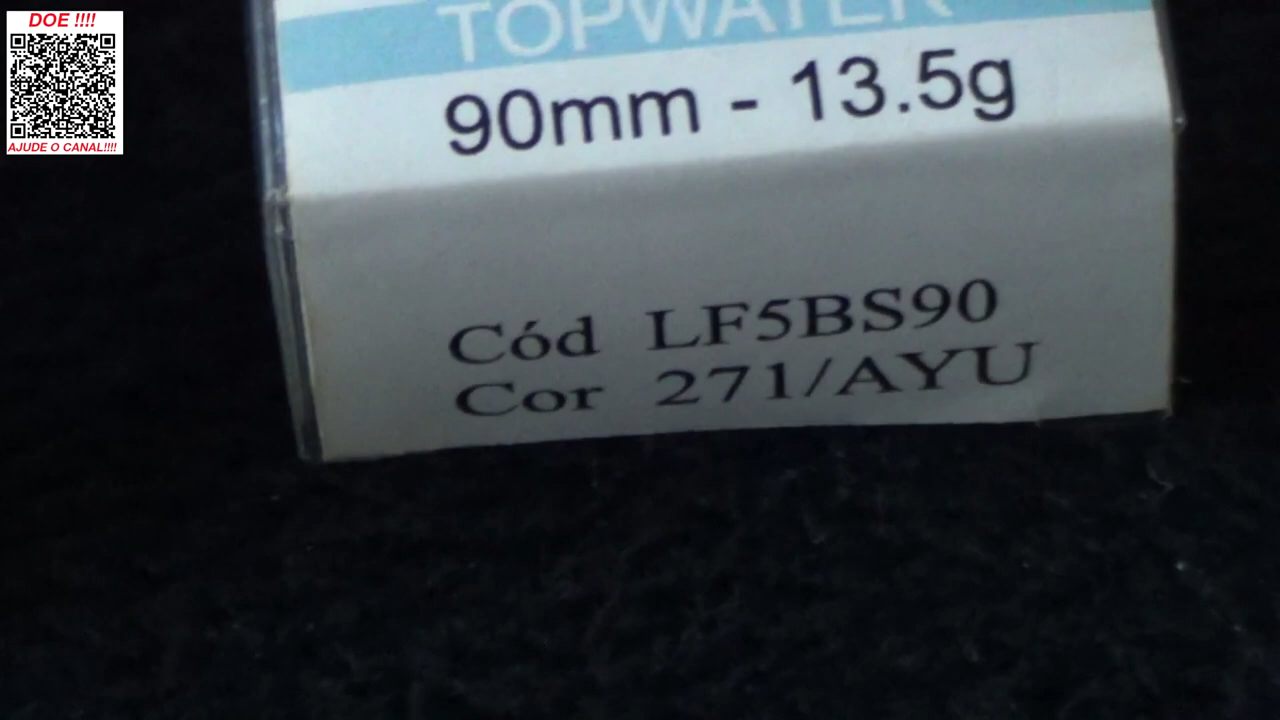 DOE !!!!
AJUDE O CANAL!!!!
TOPWATER
90mm - 13.5g
Cód LF5BS90
Cor 271/AYU